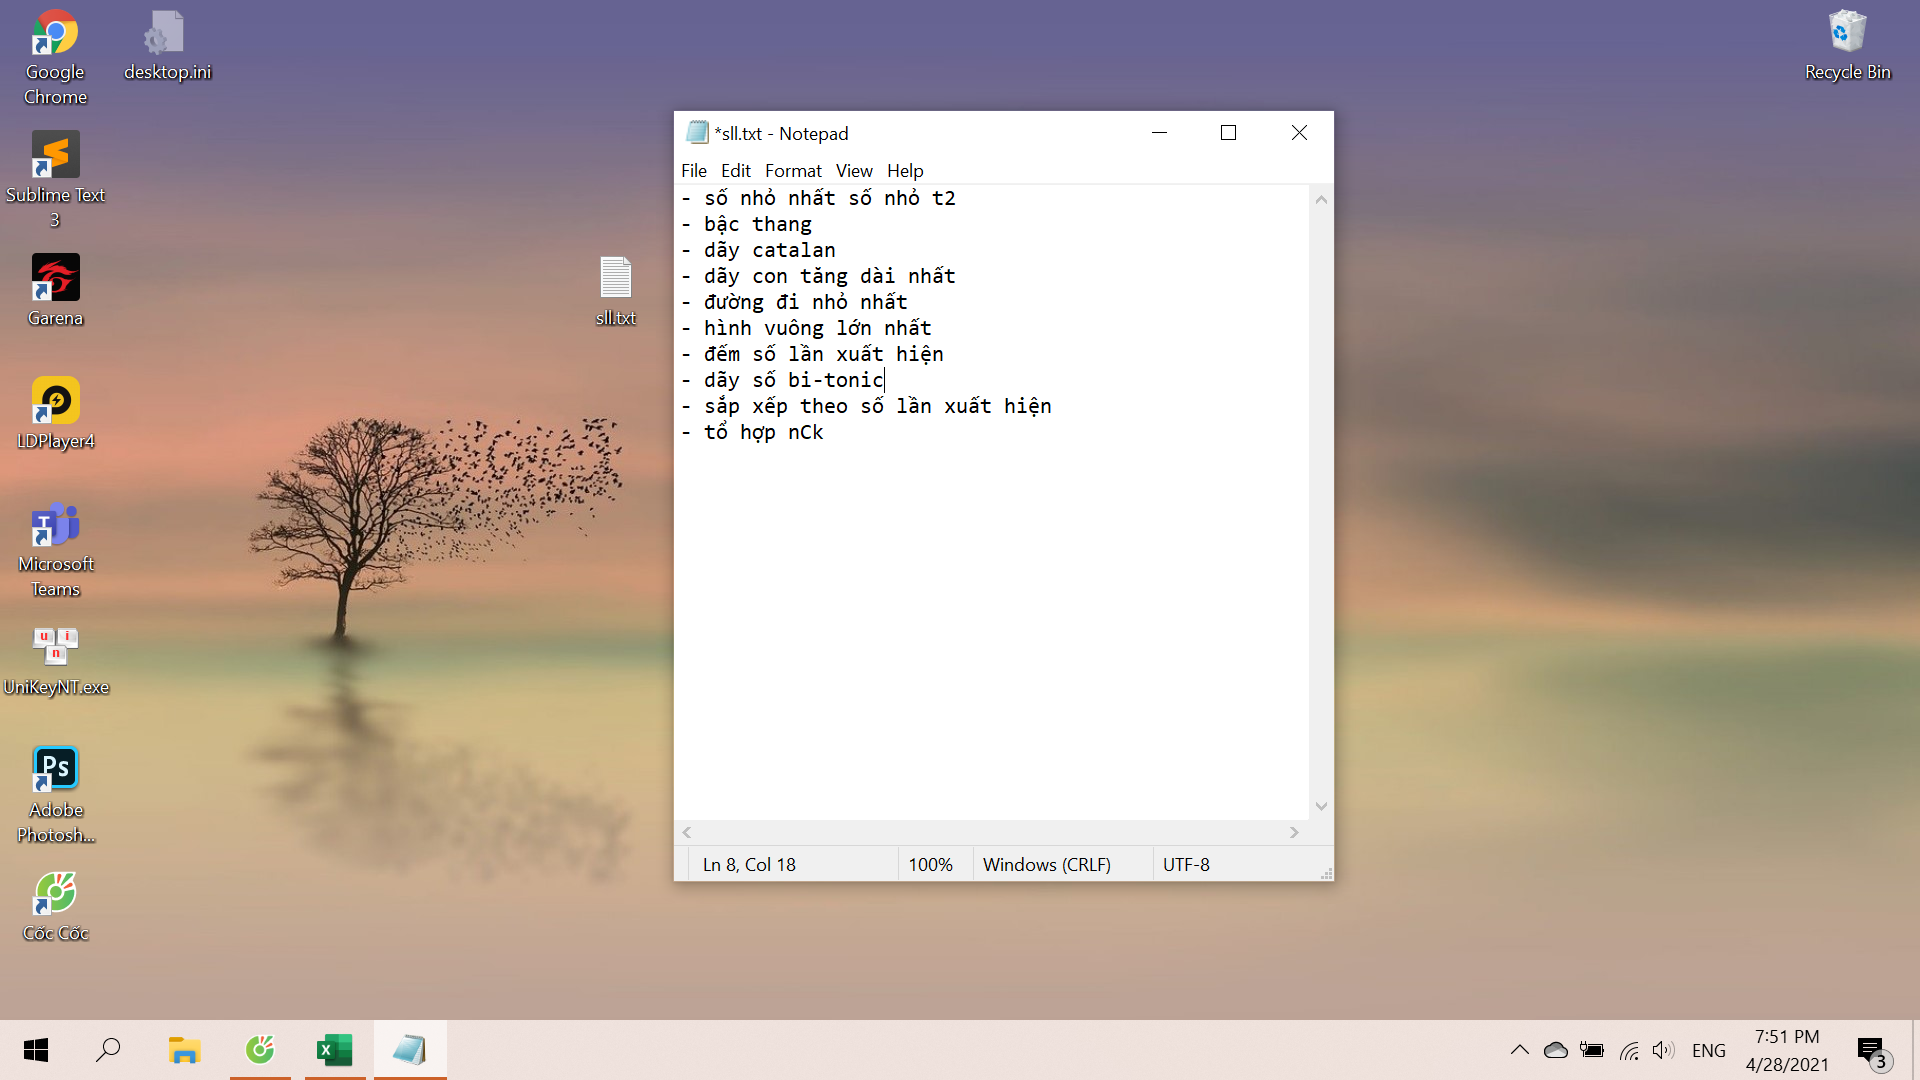 Google
Chrome
desktop.ini
Recycle Bin
Sublime Text
3
Garena
LDPlayer4
T
Microsoft
Teams
u i
n
UniKeyNT.exe
Ps
Adobe
Photosh...
Cốc Cốc
sll.txt
*sll.txt - Notepad
File Edit Format View Help
- số nhỏ nhất số nhỏ t2
- bậc thang
- dãy catalan
- dãy con tăng dài nhất
- đường đi nhỏ nhất
- hình vuông lớn nhất
- đếm số lần xuất hiện
- dãy số bi-tonic
- sắp xếp theo số lần xuất hiện
- tổ hợp nCk
Ln 8, Col 18 100% Windows (CRLF) UTF-8
X
ENG
7:51 PM
4/28/2021
3